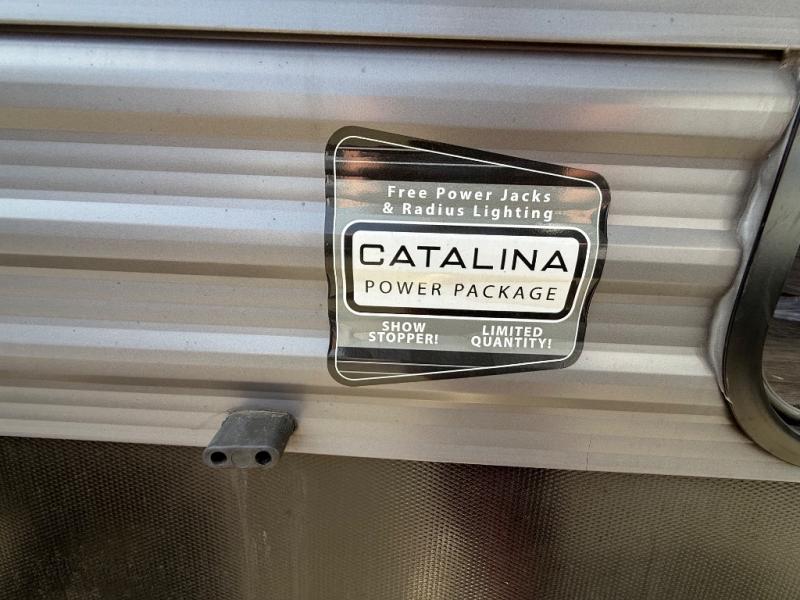 Free Power Jacks
& Radius Lighting
CATALINA
POWER PACKAGE
SHOW STOPPER!
LIMITED QUANTITY!